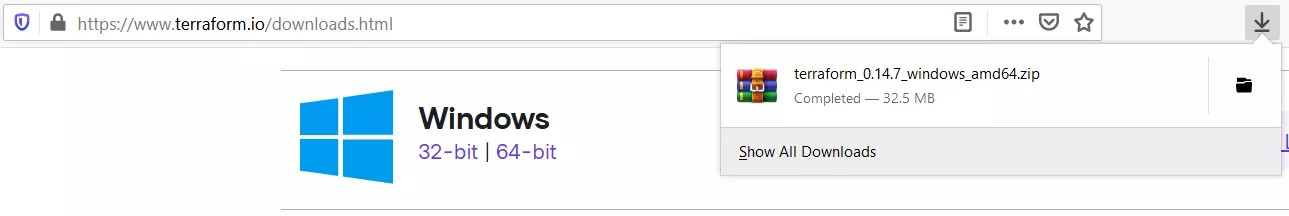 https://www.terraform.io/downloads.html
terraform_0.14.7_windows_amd64.zip
Completed — 32.5 MB
Windows
32-bit | 64-bit
Show All Downloads